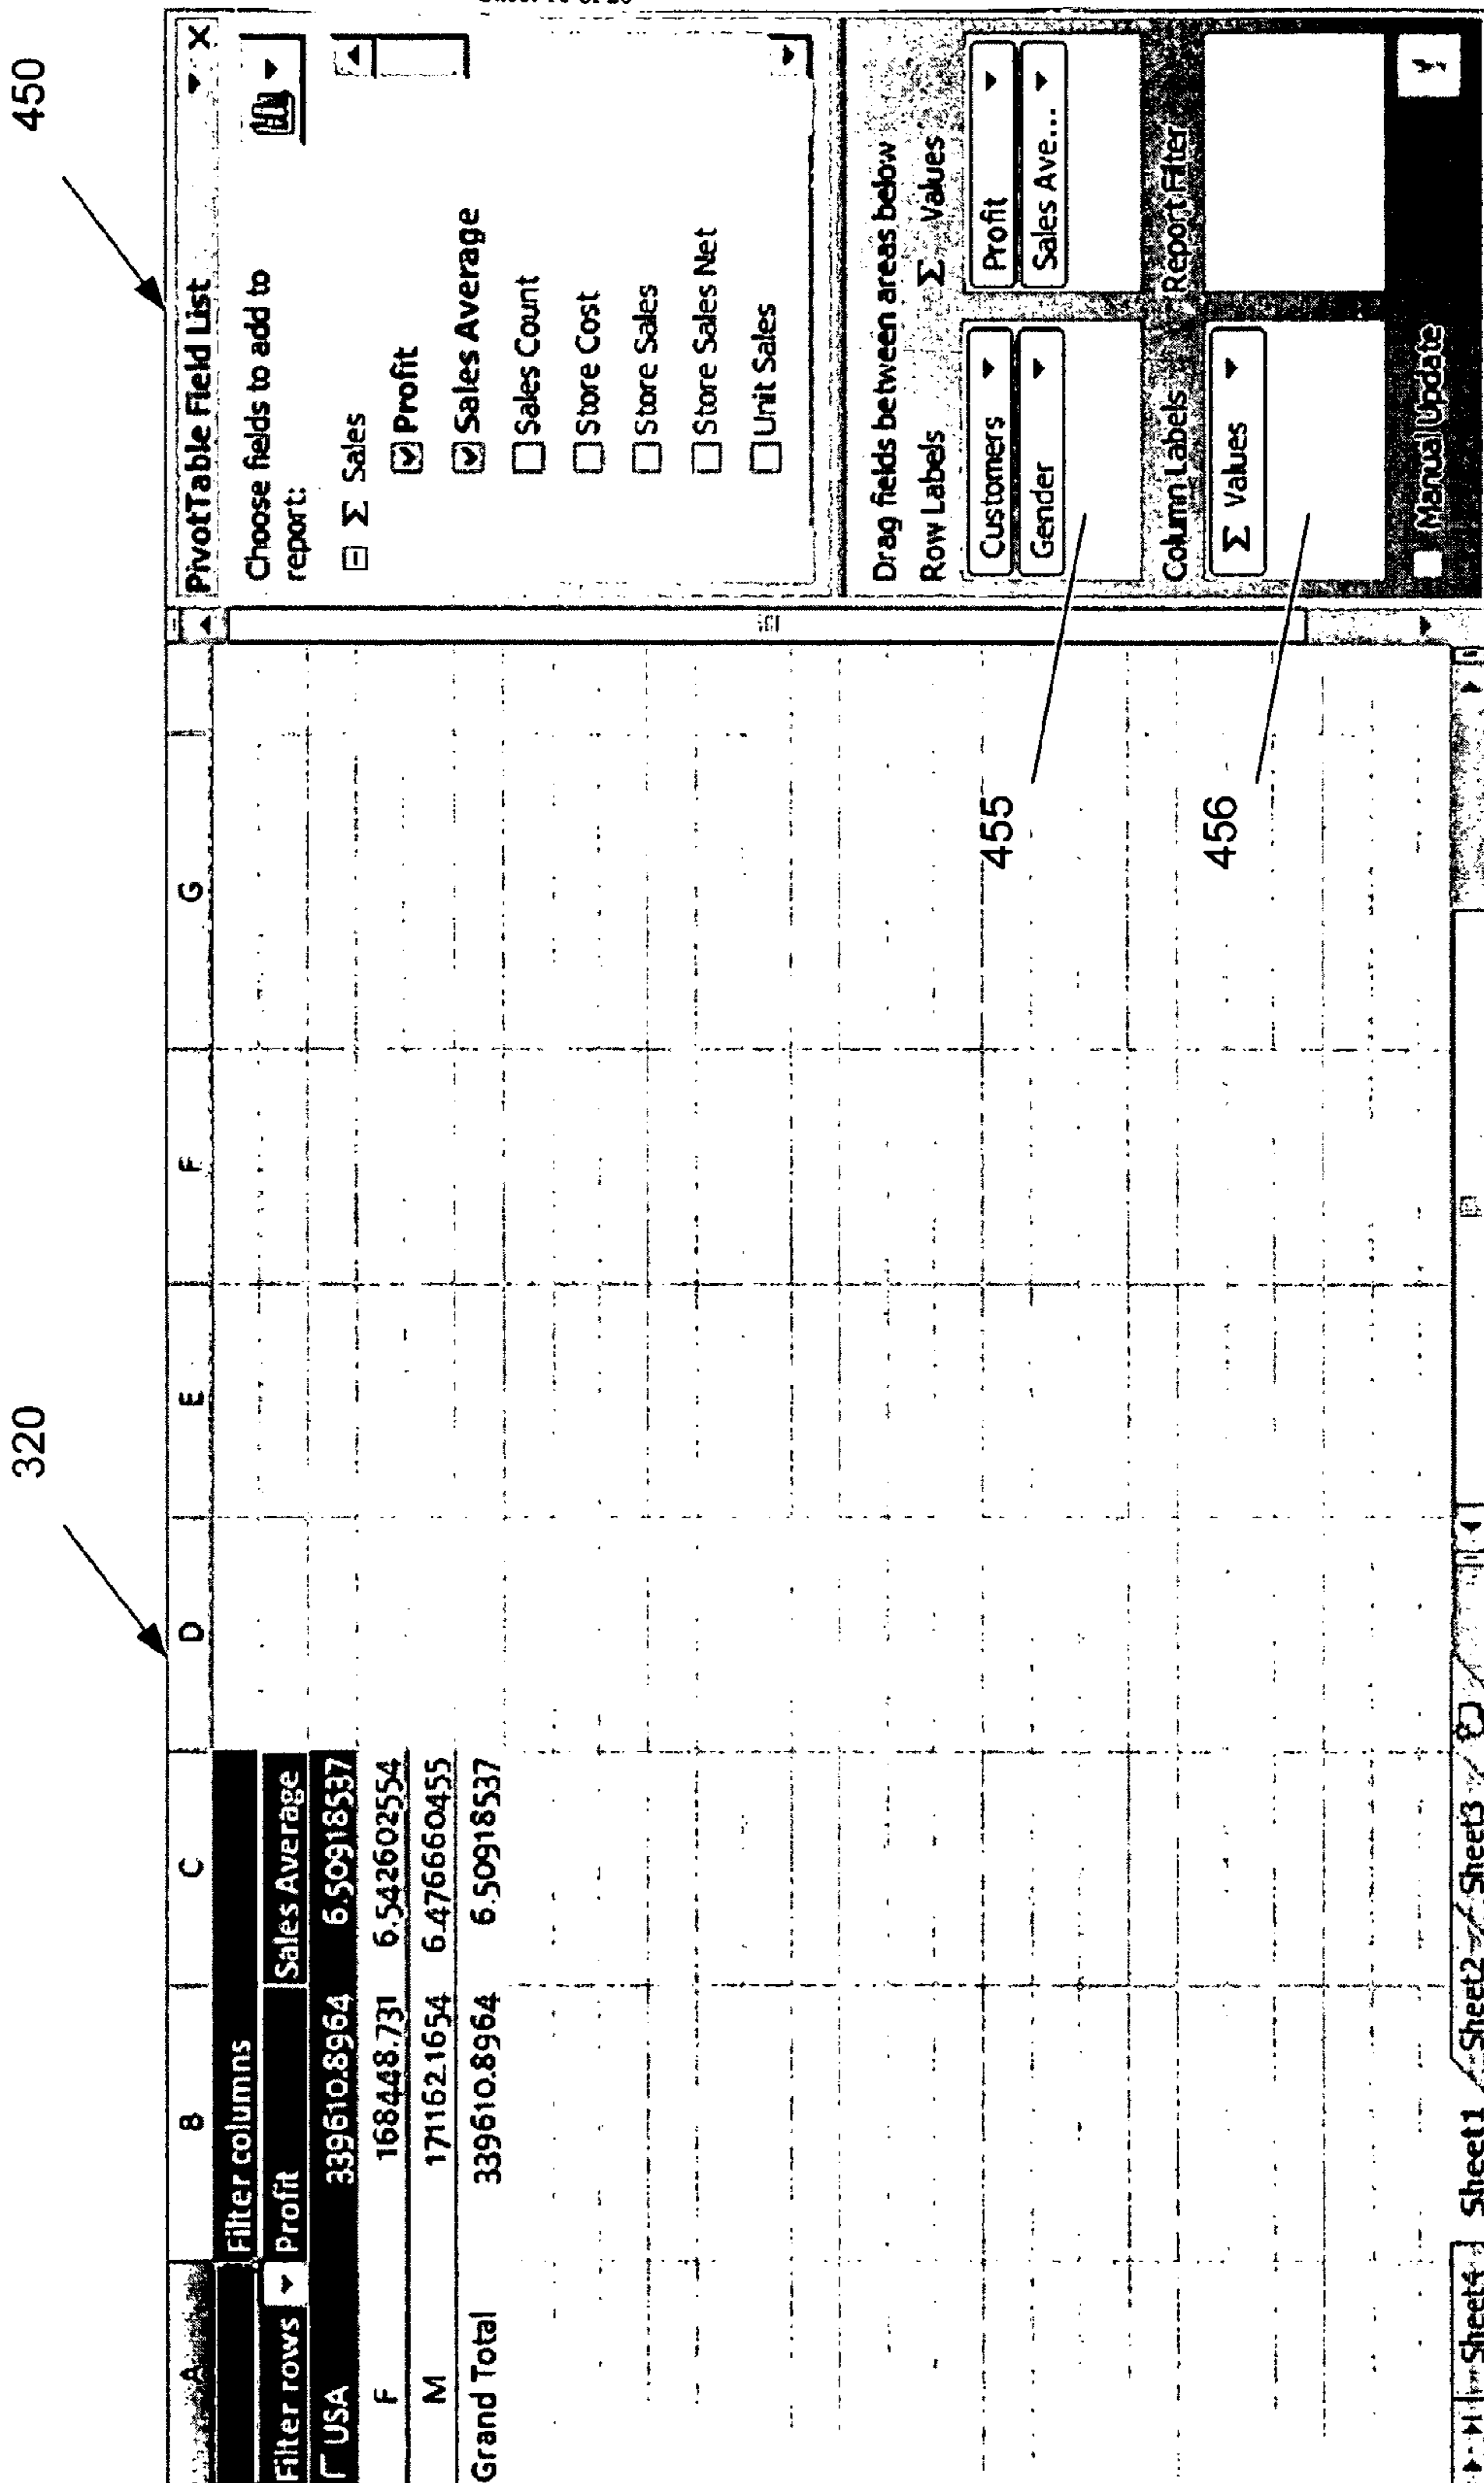 320
450
A B C D E F G
Filter columns
Filter rows Profit Sales Average
USA 339610.8964 6.50918537
F 168448.731 6.542602554
M 171162.1654 6.476660455
Grand Total 339610.8964 6.50918537
Sheet4 Sheet1 Sheet2 Sheet3
PivotTable Field List X
Choose fields to add to
report:
Σ Sales
Profit
Sales Average
Sales Count
Store Cost
Store Sales
Store Sales Net
Unit Sales
Drag fields between areas below
Row Labels Σ Values
Customers Profit
Gender Sales Ave...
455
Column Labels Report Filter
Σ Values
456
Manual Update